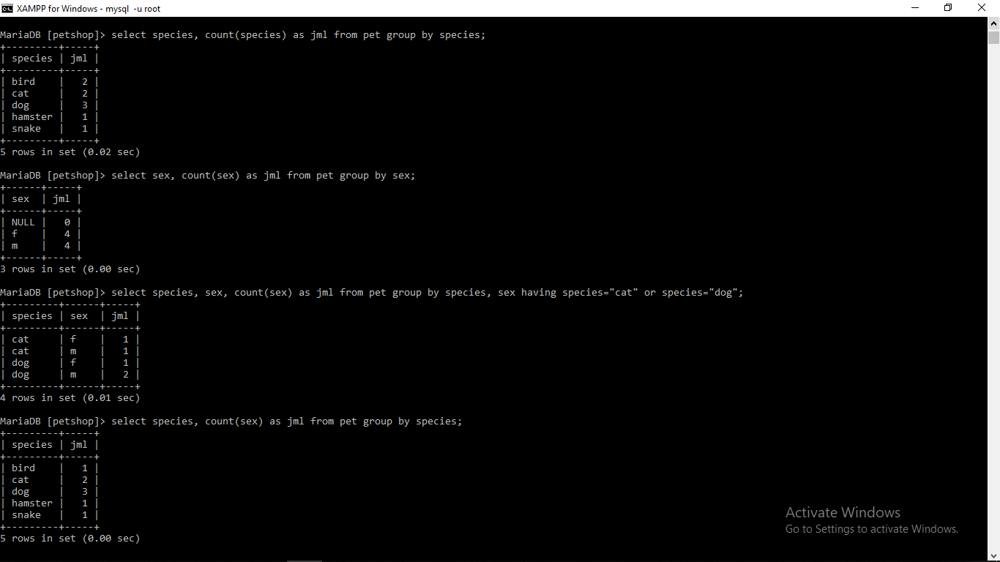 XAMPP for Windows - mysql -u root
MariaDB [petshop]> select species, count(species) as jml from pet group by species;
+---------+-----+
| species | jml |
+---------+-----+
| bird    |   2 |
| cat     |   2 |
| dog     |   3 |
| hamster |   1 |
| snake   |   1 |
+---------+-----+
5 rows in set (0.02 sec)
MariaDB [petshop]> select sex, count(sex) as jml from pet group by sex;
+------+-----+
| sex  | jml |
+------+-----+
| NULL |   0 |
| f    |   4 |
| m    |   4 |
+------+-----+
3 rows in set (0.00 sec)
MariaDB [petshop]> select species, sex, count(sex) as jml from pet group by species, sex having species="cat" or species="dog";
+---------+------+-----+
| species | sex  | jml |
+---------+------+-----+
| cat     | f    |   1 |
| cat     | m    |   1 |
| dog     | f    |   1 |
| dog     | m    |   2 |
+---------+------+-----+
4 rows in set (0.01 sec)
MariaDB [petshop]> select species, count(sex) as jml from pet group by species;
+---------+-----+
| species | jml |
+---------+-----+
| bird    |   1 |
| cat     |   2 |
| dog     |   3 |
| hamster |   1 |
| snake   |   1 |
+---------+-----+
5 rows in set (0.00 sec)
Activate Windows
Go to Settings to activate Windows.